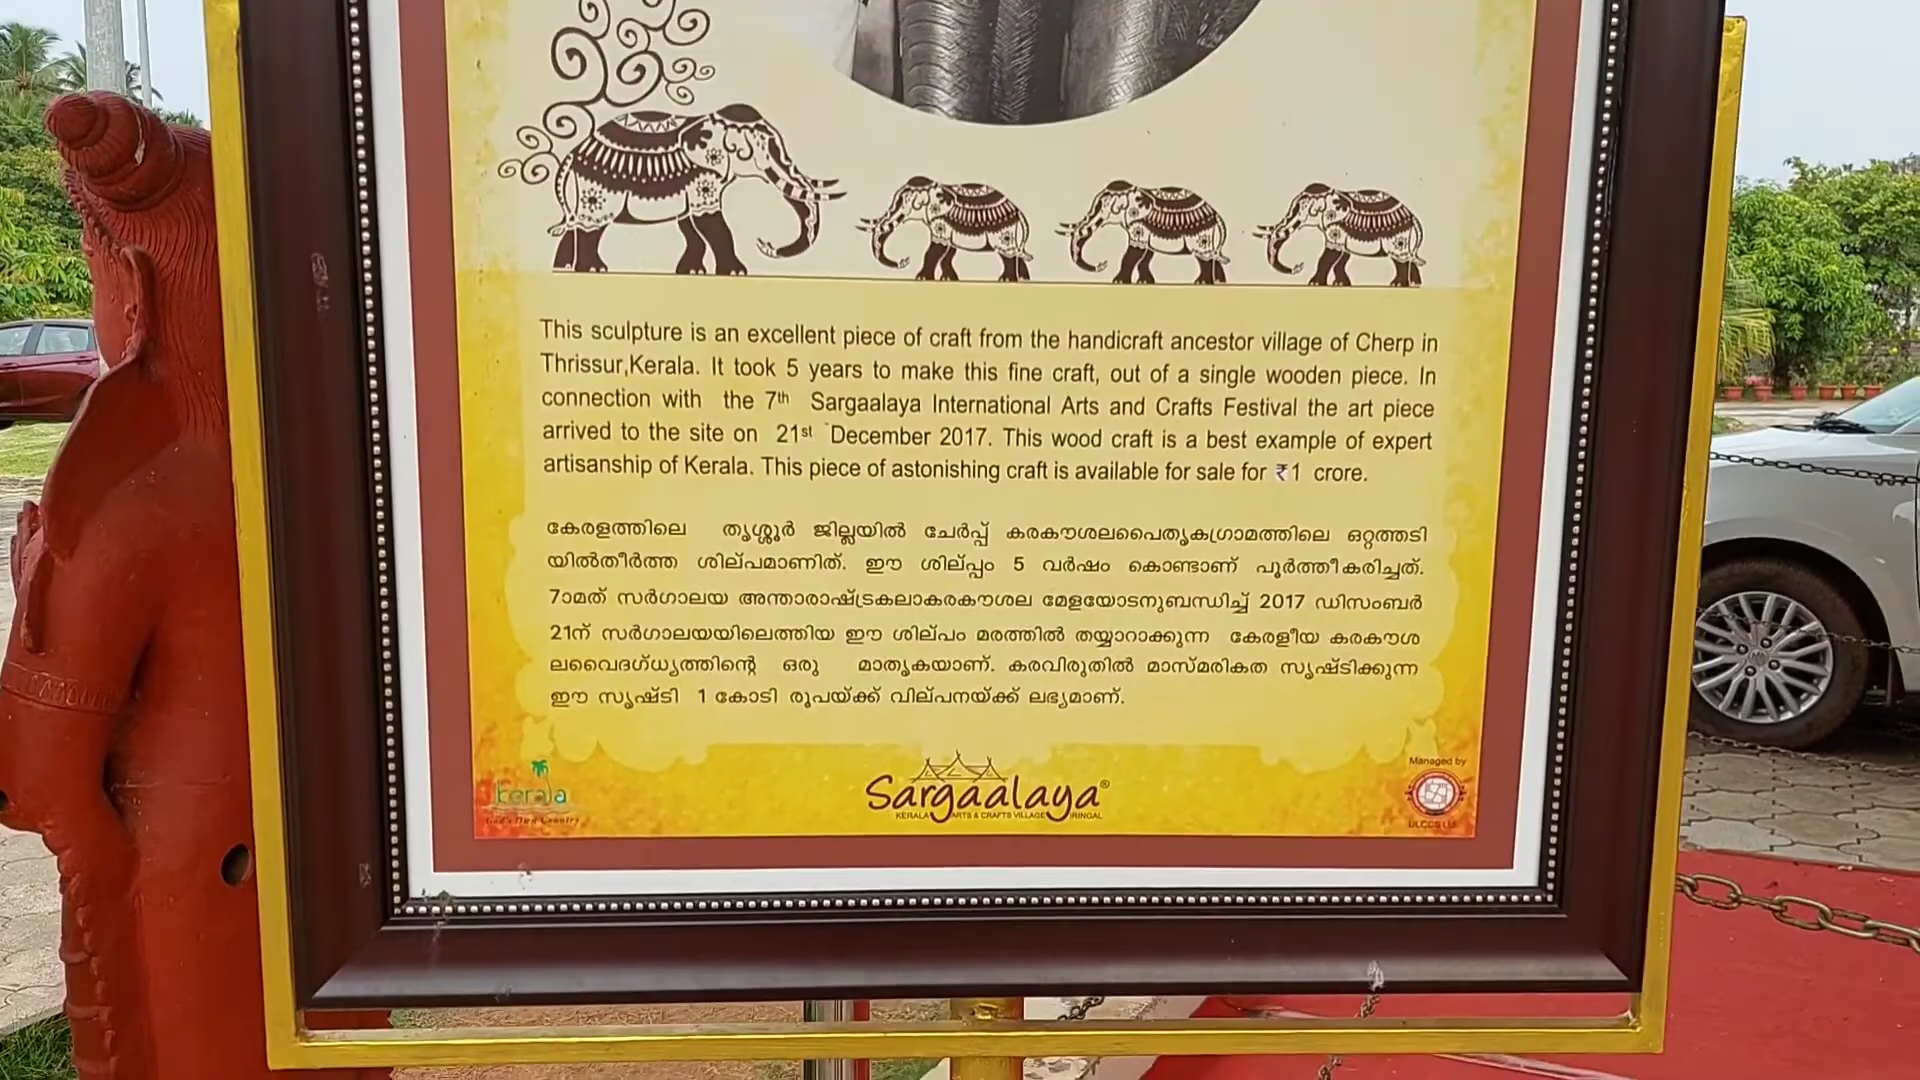 This sculpture is an excellent piece of craft from the handicraft ancestor village of Cherp in
Thrissur,Kerala. It took 5 years to make this fine craft, out of a single wooden piece. In
connection with the 7th Sargaalaya International Arts and Crafts Festival the art piece
arrived to the site on 21st December 2017. This wood craft is a best example of expert
artisanship of Kerala. This piece of astonishing craft is available for sale for ₹1 crore.
കേരളത്തിലെ തൃശ്ശൂർ ജില്ലയിൽ ചേർപ്പ് കരകൗശലപൈതൃകഗ്രാമത്തിലെ ഒറ്റത്തടി
യിൽതീർത്ത ശില്പമാണിത്. ഈ ശില്പ്പം 5 വർഷം കൊണ്ടാണ് പൂർത്തീകരിച്ചത്.
7ാമത് സർഗാലയ അന്താരാഷ്ട്രകലാകരകൗശല മേളയോടനുബന്ധിച്ച് 2017 ഡിസംബർ
21ന് സർഗാലയയിലെത്തിയ ഈ ശില്പം മരത്തിൽ തയ്യാറാക്കുന്ന കേരളീയ കരകൗശ
ലവൈദഗ്ധ്യത്തിന്റെ ഒരു മാതൃകയാണ്. കരവിരുതിൽ മാസ്മരികത സൃഷ്ടിക്കുന്ന
ഈ സൃഷ്ടി 1 കോടി രൂപയ്ക്ക് വില്പനയ്ക്ക് ലഭ്യമാണ്.
kerala
God's Own Country
Sargaalaya®
KERALA ARTS & CRAFTS VILLAGE IRINGAL
Managed by
ULCCS Ltd